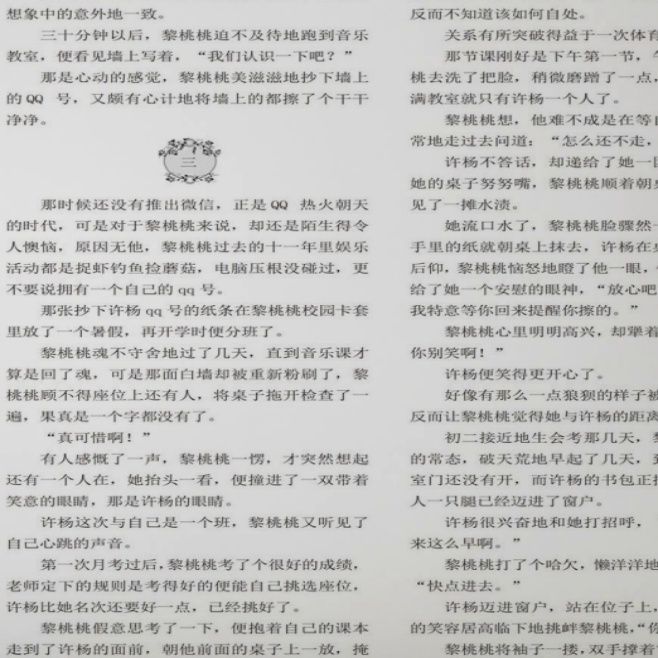 想象中的意外地一致。
三十分钟以后，黎桃桃迫不及待地跑到音乐
教室，便看见墙上写着，“我们认识一下吧？”
那是心动的感觉，黎桃桃美滋滋地抄下墙上
的QQ 号，又颇有心计地将墙上的都擦了个干干
净净。
三
那时候还没有推出微信，正是QQ 热火朝天
的时代，可是对于黎桃桃来说，却还是陌生得令
人懊恼，原因无他，黎桃桃过去的十一年里娱乐
活动都是捉虾钓鱼捡蘑菇，电脑压根没碰过，更
不要说拥有一个自己的qq号。
那张抄下许杨qq号的纸条在黎桃桃校园卡套
里放了一个暑假，再开学时便分班了。
黎桃桃魂不守舍地过了几天，直到音乐课才
算是回了魂，可是那面白墙却被重新粉刷了，黎
桃桃顾不得座位上还有人，将桌子拖开检查了一
遍，果真是一个字都没有了。
“真可惜啊！”
有人感慨了一声，黎桃桃一愣，才突然想起
还有一个人在，她抬头一看，便撞进了一双带着
笑意的眼睛，那是许杨的眼睛。
许杨这次与自己是一个班，黎桃桃又听见了
自己心跳的声音。
第一次月考过后，黎桃桃考了个很好的成绩，
老师定下的规则是考得好的便能自己挑选座位，
许杨比她名次还要好一点，已经挑好了。
黎桃桃假意思考了一下，便抱着自己的课本
走到了许杨的面前，朝他前面的桌子上一放，掩
反而不知道该如何自处。
关系有所突破得益于一次体育
那节课刚好是下午第一节，
桃去洗了把脸，稍微磨蹭了一点，
满教室就只有许杨一个人了。
黎桃桃想，他难不成是在等自
常地走过去问道：“怎么还不走，
许杨不答话，却递给了她一
她的桌子努努嘴，黎桃桃顺着朝桌
见了一摊水渍。
她流口水了，黎桃桃脸骤然
手里的纸就朝桌上抹去，许杨在
后仰，黎桃桃恼怒地瞪了他一眼，
给了她一个安慰的眼神，“放心吧
我特意等你回来提醒你擦的。”
黎桃桃心里明明高兴，却犟着
你别笑啊！”
许杨便笑得更开心了。
好像有那么一点狼狈的样子被
反而让黎桃桃觉得她与许杨的距离
初二接近地生会考那几天，
的常态，破天荒地早起了几天，
室门还没有开，而许杨的书包正
人一只腿已经迈进了窗户。
许杨很兴奋地和她打招呼，
来这么早啊。”
黎桃桃打了个哈欠，懒洋洋地
“快点进去。”
许杨迈进窗户，站在位子上，
的笑容居高临下地挑衅黎桃桃，“你
黎桃桃将袖子一搂，双手撑着